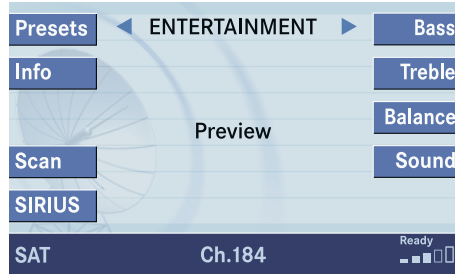 Presets ENTERTAINMENT Bass
Info Treble
Preview Balance
Scan Sound
SIRIUS
SAT Ch.184 Ready